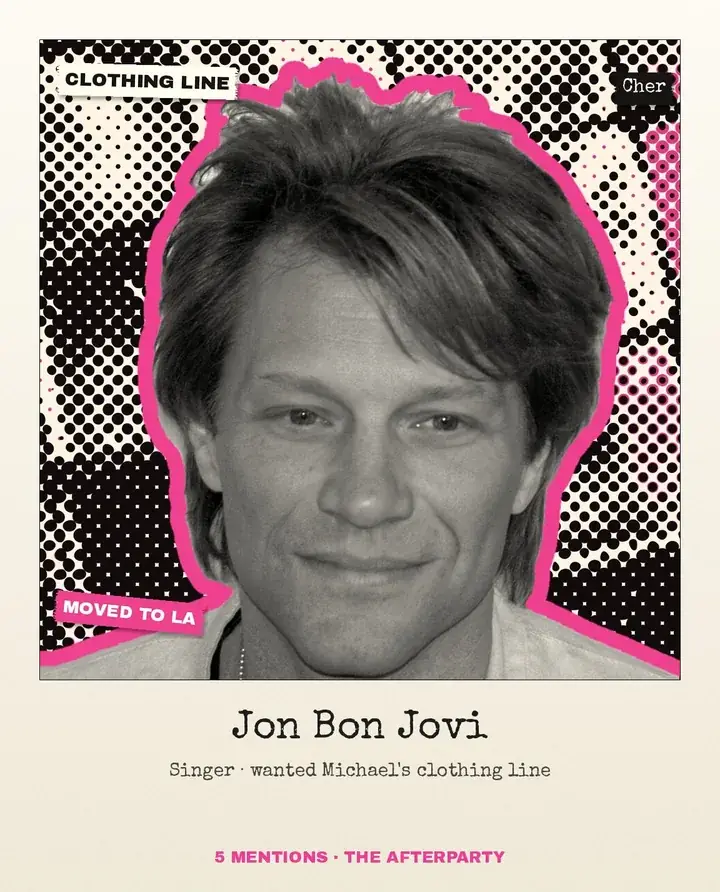 CLOTHING LINE
Cher
MOVED TO LA
Jon Bon Jovi
Singer · wanted Michael's clothing line
5 MENTIONS · THE AFTERPARTY